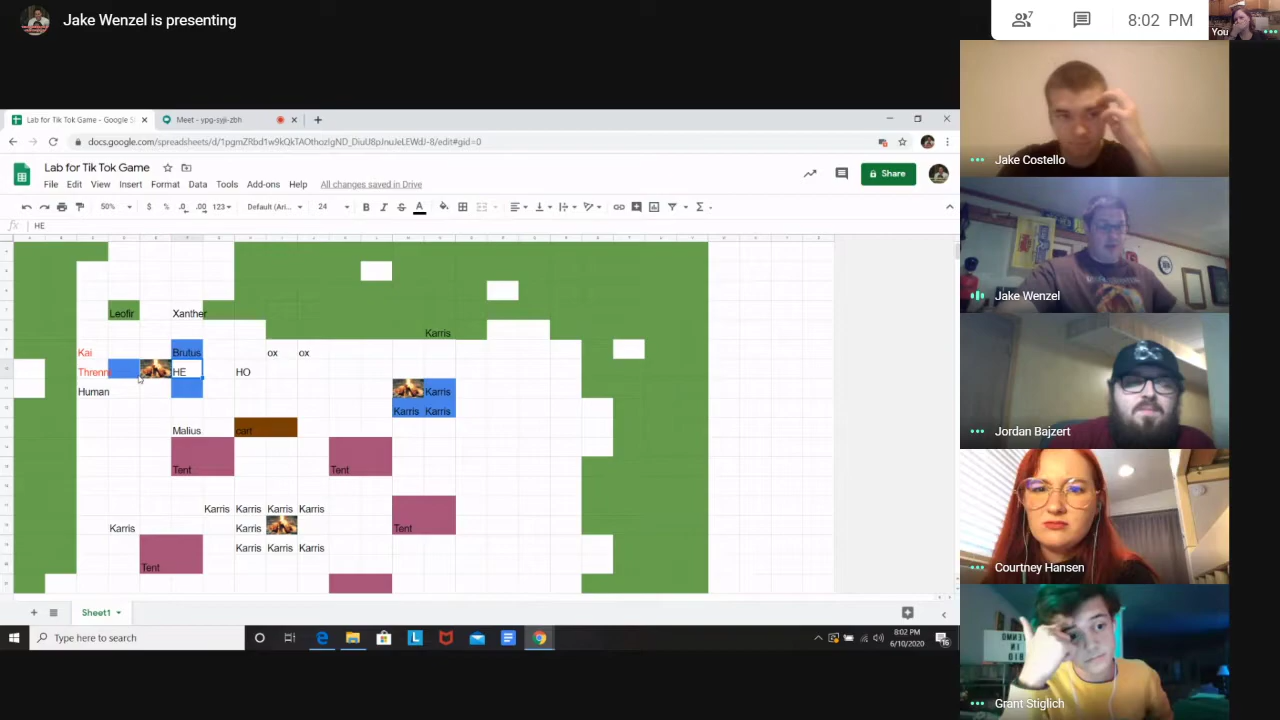 Jake Wenzel is presenting
7
8:02 PM
You
Lab for Tik Tok Game - Google S
Meet - ypg-syji-zbh
docs.google.com/spreadsheets/d/1pgmZRbd1w9kQkTAOthozIgND_DiuU8pJnuJeLEWdJ-8/edit#gid=0
Lab for Tik Tok Game
File Edit View Insert Format Data Tools Add-ons Help All changes saved in Drive
Share
50% $ % .0 .00 123 Default (Ari... 24 B I S A
fx HE
Leofir Xanther
Karris
Kai Brutus ox ox
Threnn HE HO
Human Karris
Karris Karris
Malius cart
Tent Tent
Karris Karris Karris Karris
Karris Karris Tent
Karris Karris Karris
Tent
Sheet1
Type here to search
8:02 PM
6/10/2020
16
Jake Costello
Jake Wenzel
Jordan Bajzert
Courtney Hansen
Grant Stiglich